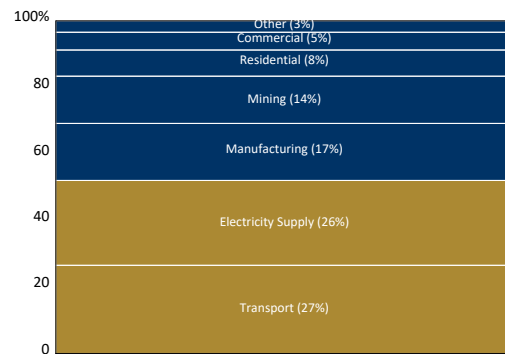 100%
Other (3%)
Commercial (5%)
Residential (8%)
80
Mining (14%)
60
Manufacturing (17%)
40
Electricity Supply (26%)
20
Transport (27%)
0